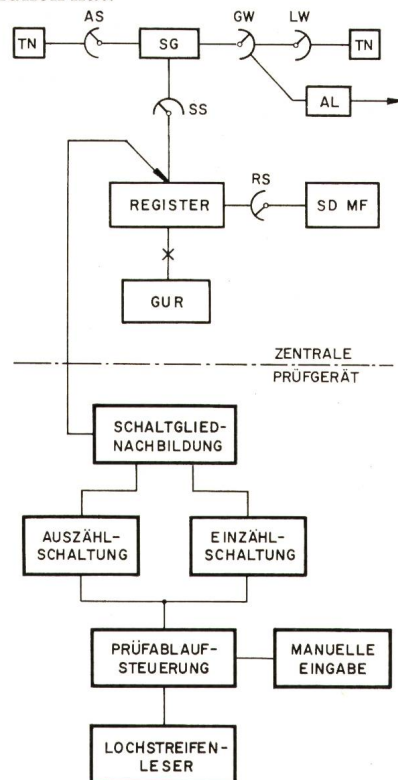 AS
GW
LW
TN
SG
TN
AL
SS
RS
REGISTER
SD MF
GUR
ZENTRALE
PRÜFGERÄT
SCHALTGLIED-
NACHBILDUNG
AUSZÄHL-
SCHALTUNG
EINZÄHL-
SCHALTUNG
PRÜFABLAUF-
STEUERUNG
MANUELLE
EINGABE
LOCHSTREIFEN-
LESER